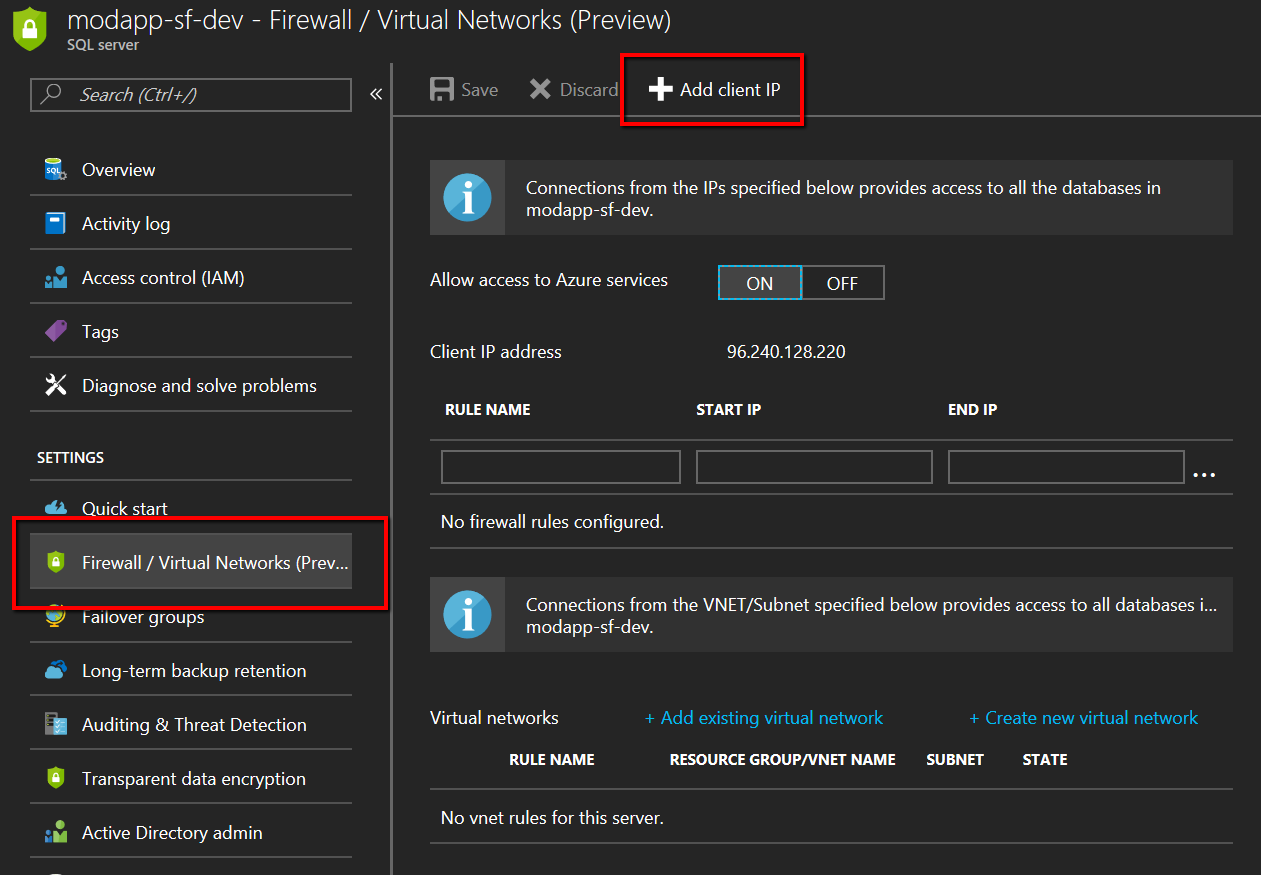 modapp-sf-dev - Firewall / Virtual Networks (Preview)
SQL server
Search (Ctrl+/)
«
Save
Discard
Add client IP
SQL
Overview
Activity log
Access control (IAM)
Tags
Diagnose and solve problems
SETTINGS
Quick start
Firewall / Virtual Networks (Prev...
Failover groups
Long-term backup retention
Auditing & Threat Detection
Transparent data encryption
Active Directory admin
Connections from the IPs specified below provides access to all the databases in
modapp-sf-dev.
Allow access to Azure services ON OFF
Client IP address 96.240.128.220
RULE NAME START IP END IP
...
No firewall rules configured.
Connections from the VNET/Subnet specified below provides access to all databases i...
modapp-sf-dev.
Virtual networks + Add existing virtual network + Create new virtual network
RULE NAME RESOURCE GROUP/VNET NAME SUBNET STATE
No vnet rules for this server.